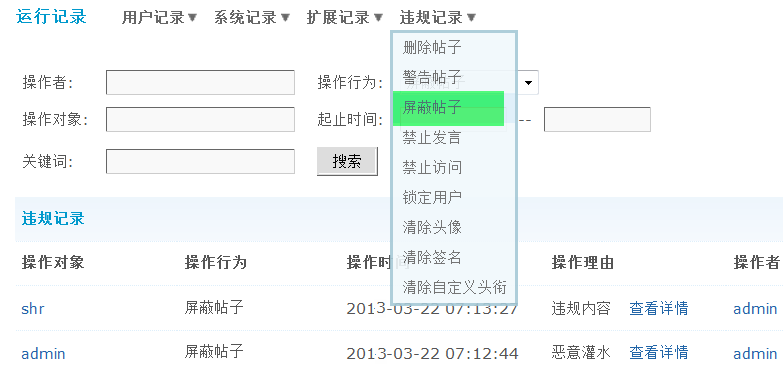 运行记录 用户记录▼ 系统记录▼ 扩展记录▼ 违规记录▼
删除帖子
警告帖子
屏蔽帖子
禁止发言
禁止访问
锁定用户
清除头像
清除签名
清除自定义头衔
操作者: 操作行为:
操作对象: 起止时间: --
关键词: 搜索
违规记录
操作对象 操作行为 操作时间 操作理由 操作者
shr 屏蔽帖子 2013-03-22 07:13:27 违规内容 查看详情 admin
admin 屏蔽帖子 2013-03-22 07:12:44 恶意灌水 查看详情 admin